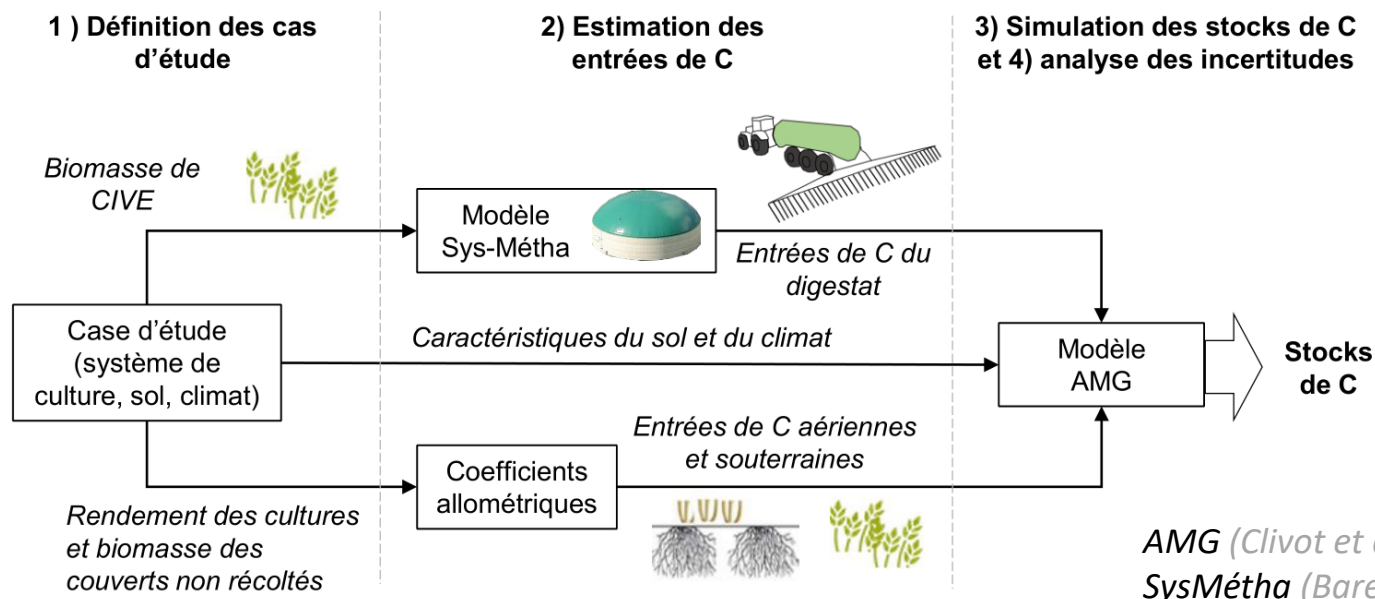 1 ) Définition des cas
d’étude
2) Estimation des
entrées de C
3) Simulation des stocks de C
et 4) analyse des incertitudes
Biomasse de
CIVE
Modèle
Sys-Métha
Entrées de C du
digestat
Case d’étude
(système de
culture, sol, climat)
Caractéristiques du sol et du climat
Modèle
AMG
Stocks
de C
Entrées de C aériennes
et souterraines
Coefficients
allométriques
Rendement des cultures
et biomasse des
couverts non récoltés
AMG (Clivot et
SysMétha